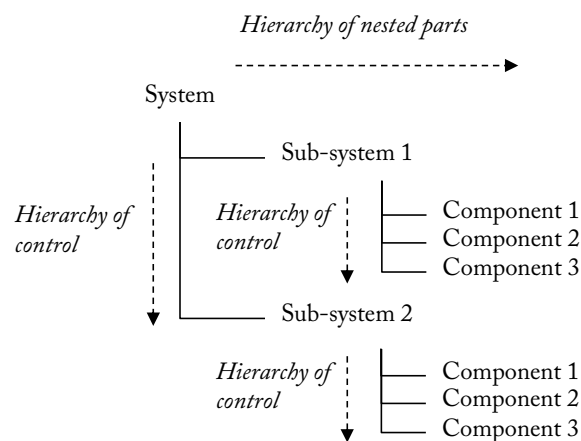 Hierarchy of nested parts
System
Sub-system 1
Hierarchy of
control
Hierarchy of
control
Component 1
Component 2
Component 3
Sub-system 2
Hierarchy of
control
Component 1
Component 2
Component 3